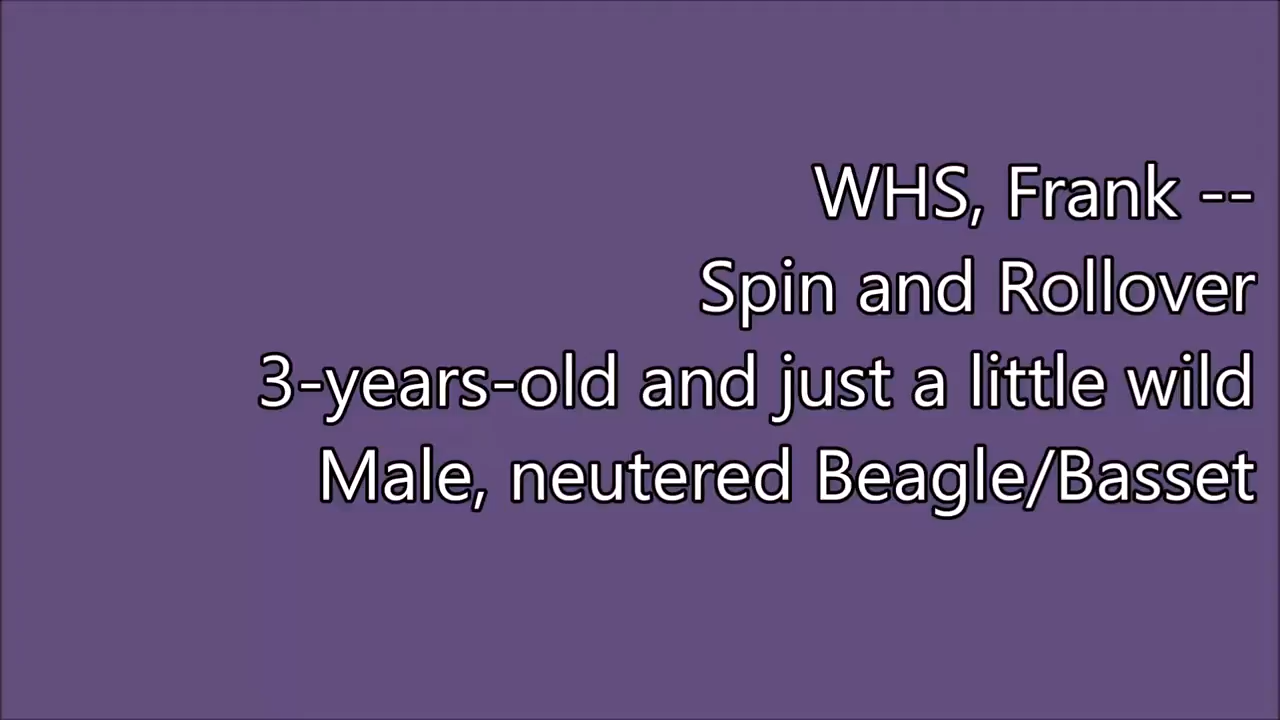 WHS, Frank --
Spin and Rollover
3-years-old and just a little wild
Male, neutered Beagle/Basset